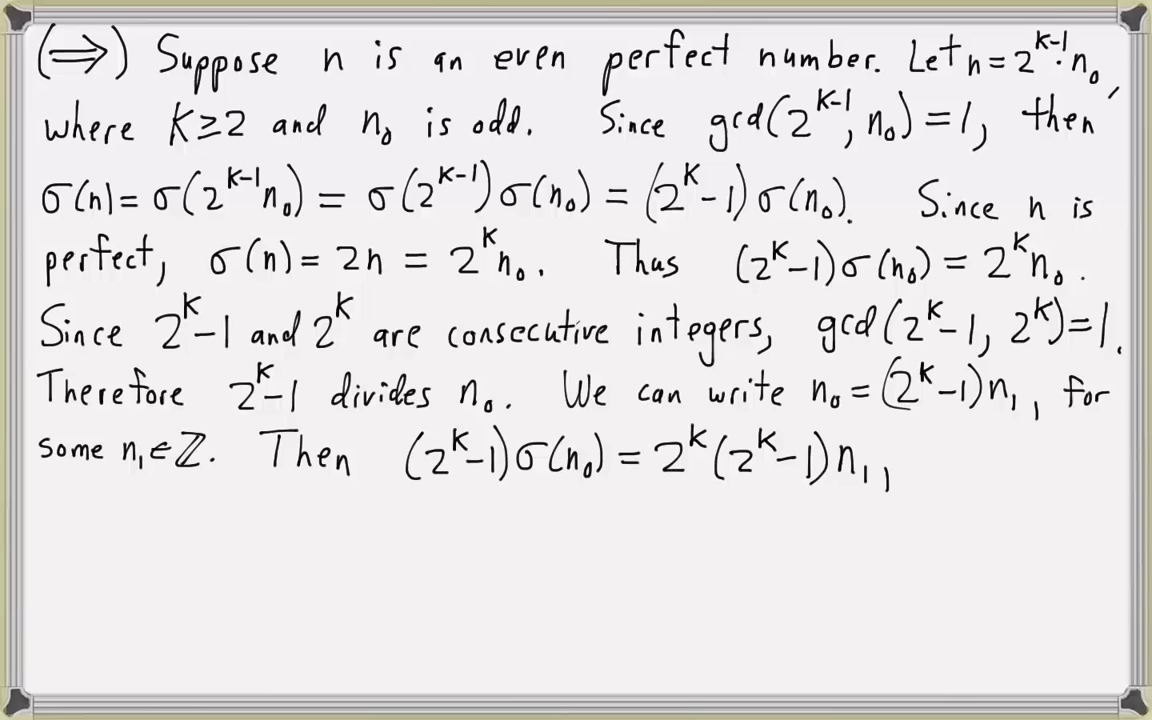 (⇒) Suppose n is an even perfect number. Let n = 2^{k-1}·n₀,
where k≥2 and n₀ is odd. Since gcd(2^{k-1}, n₀) = 1, then
σ(n) = σ(2^{k-1}n₀) = σ(2^{k-1})σ(n₀) = (2^k-1)σ(n₀). Since n is
perfect, σ(n) = 2n = 2^k n₀. Thus (2^k-1)σ(n₀) = 2^k n₀.
Since 2^k-1 and 2^k are consecutive integers, gcd(2^k-1, 2^k)=1.
Therefore 2^k-1 divides n₀. We can write n₀ = (2^k-1)n₁, for
some n₁∈ℤ. Then (2^k-1)σ(n₀) = 2^k(2^k-1)n₁,